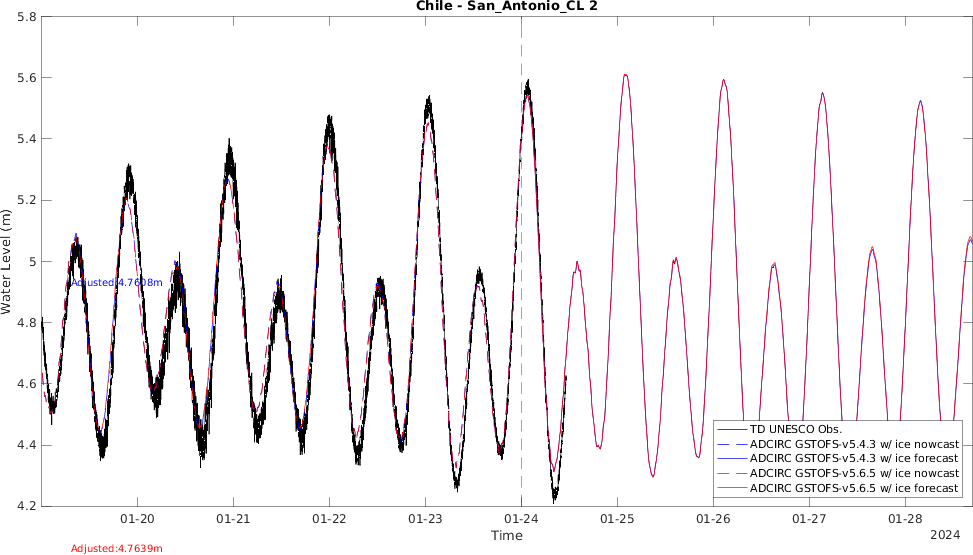 Chile - San_Antonio_CL 2
5.8
5.6
5.4
5.2
5
4.8
4.6
4.4
4.2
Water Level (m)
Adjusted:4.7608m
TD UNESCO Obs.
ADCIRC GSTOFS-v5.4.3 w/ ice nowcast
ADCIRC GSTOFS-v5.4.3 w/ ice forecast
ADCIRC GSTOFS-v5.6.5 w/ ice nowcast
ADCIRC GSTOFS-v5.6.5 w/ ice forecast
01-20 01-21 01-22 01-23 01-24 01-25 01-26 01-27 01-28
Time
2024
Adjusted:4.7639m